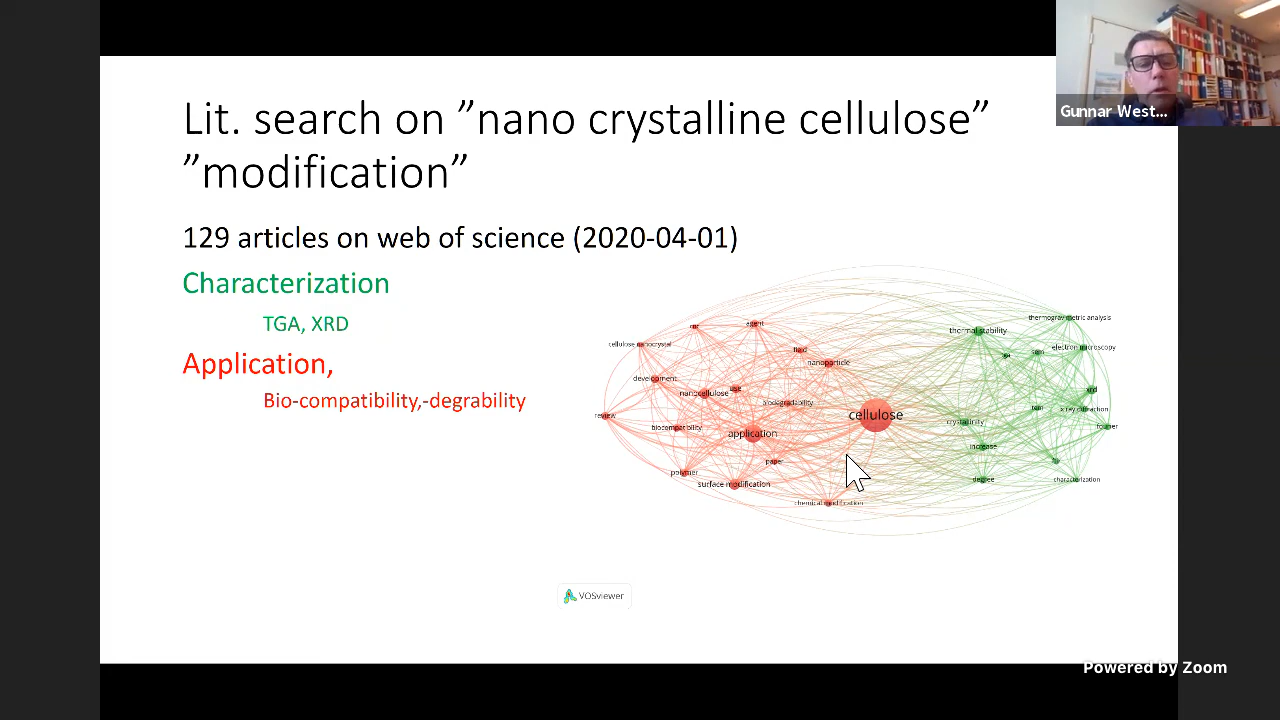 Lit. search on ”nano crystalline cellulose”
”modification”
Gunnar West...
129 articles on web of science (2020-04-01)
Characterization
TGA, XRD
Application,
Bio-compatibility,-degrability
thermogravimetric analysis
agent
thermal stability
cellulose nanocrystal
field
electron microscopy
nanoparticle
development
nanocellulose
use
xrd
biodegradability
x ray diffraction
review
cellulose
crystallinity
biocompatibility
application
fourier
increase
paper
polymer
surface modification
degree
characterization
chemical modification
VOSviewer
Powered by Zoom